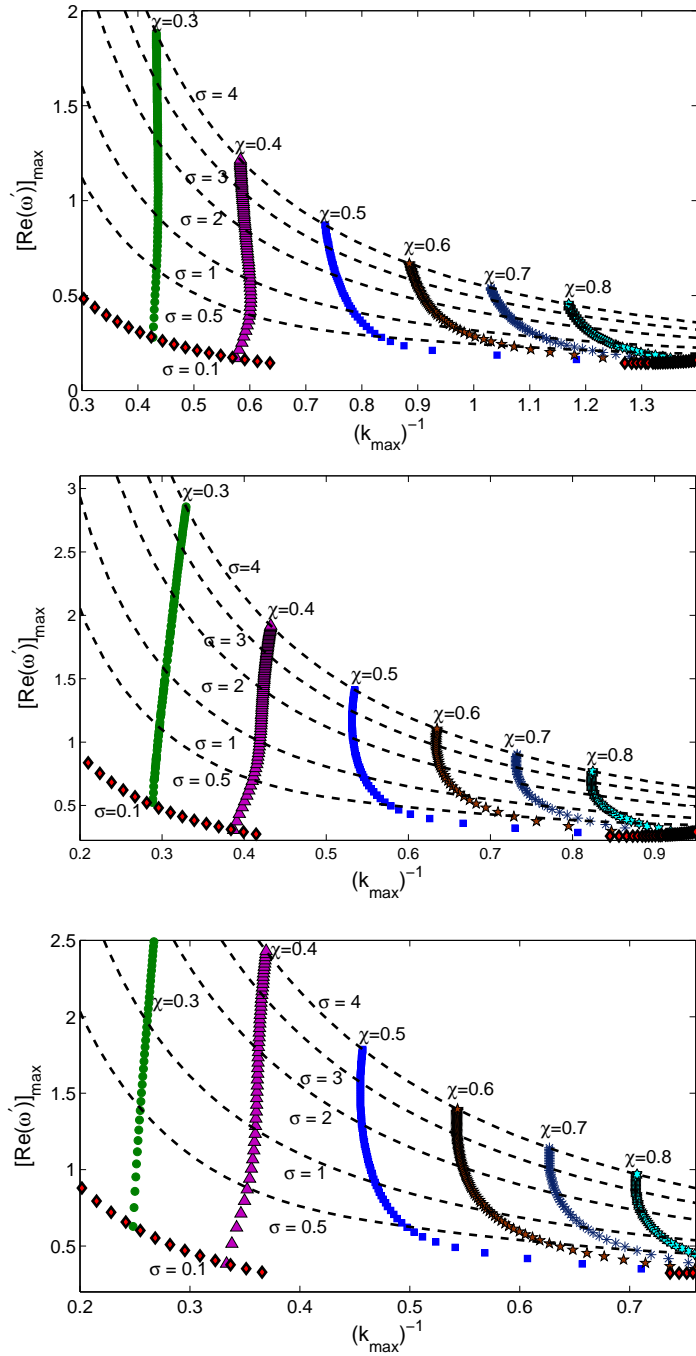 2
1.5
1
0.5
0
[Re(ω′)]max
χ=0.3
σ = 4
χ=0.4
σ = 3
σ = 2
χ=0.5
χ=0.6
χ=0.7
χ=0.8
σ = 1
σ = 0.5
σ = 0.1
0.3 0.4 0.5 0.6 0.7 0.8 0.9 1 1.1 1.2 1.3
(kmax)−1
3
2.5
2
1.5
1
0.5
[Re(ω′)]max
χ=0.3
σ=4
χ=0.4
σ = 3
σ = 2
χ=0.5
χ=0.6
χ=0.7
χ=0.8
σ = 1
σ = 0.5
σ=0.1
0.2 0.3 0.4 0.5 0.6 0.7 0.8 0.9
(kmax)−1
2.5
2
1.5
1
0.5
[Re(ω′)]max
χ=0.4
χ=0.3
σ = 4
χ=0.5
σ = 3
χ=0.6
σ = 2
χ=0.7
χ=0.8
σ = 1
σ = 0.5
σ = 0.1
0.2 0.3 0.4 0.5 0.6 0.7
(kmax)−1